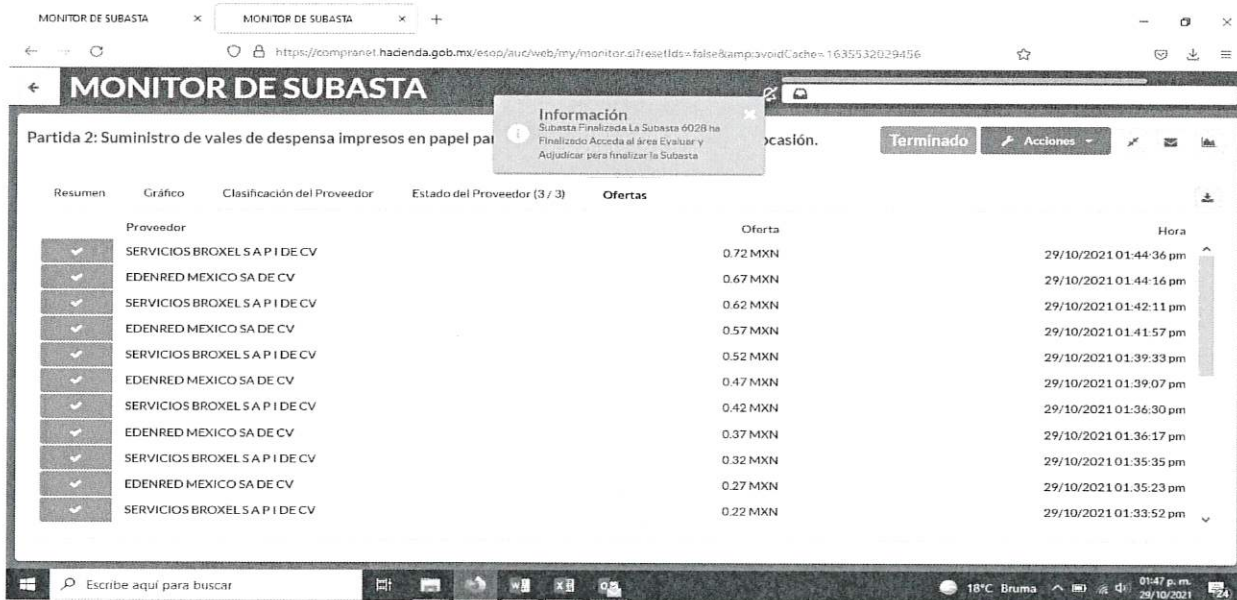 MONITOR DE SUBASTA × MONITOR DE SUBASTA × +
https://compranet.hacienda.gob.mx/esop/auc/web/my/monitor.si?resetIds=false&amp;avoidCache=1635532029456
MONITOR DE SUBASTA
Información
Subasta Finalizada La Subasta 6028 ha
Finalizado Acceda al área Evaluar y
Adjudicar para finalizar la Subasta
Partida 2: Suministro de vales de despensa impresos en papel par ocasión. Terminado Acciones
Resumen Gráfico Clasificación del Proveedor Estado del Proveedor (3 / 3) Ofertas
Proveedor Oferta Hora
SERVICIOS BROXEL S A P I DE CV 0.72 MXN 29/10/2021 01:44:36 pm
EDENRED MEXICO SA DE CV 0.67 MXN 29/10/2021 01:44:16 pm
SERVICIOS BROXEL S A P I DE CV 0.62 MXN 29/10/2021 01:42:11 pm
EDENRED MEXICO SA DE CV 0.57 MXN 29/10/2021 01:41:57 pm
SERVICIOS BROXEL S A P I DE CV 0.52 MXN 29/10/2021 01:39:33 pm
EDENRED MEXICO SA DE CV 0.47 MXN 29/10/2021 01:39:07 pm
SERVICIOS BROXEL S A P I DE CV 0.42 MXN 29/10/2021 01:36:30 pm
EDENRED MEXICO SA DE CV 0.37 MXN 29/10/2021 01:36:17 pm
SERVICIOS BROXEL S A P I DE CV 0.32 MXN 29/10/2021 01:35:35 pm
EDENRED MEXICO SA DE CV 0.27 MXN 29/10/2021 01:35:23 pm
SERVICIOS BROXEL S A P I DE CV 0.22 MXN 29/10/2021 01:33:52 pm
Escribe aquí para buscar 18°C Bruma 01:47 p. m.
29/10/2021 24